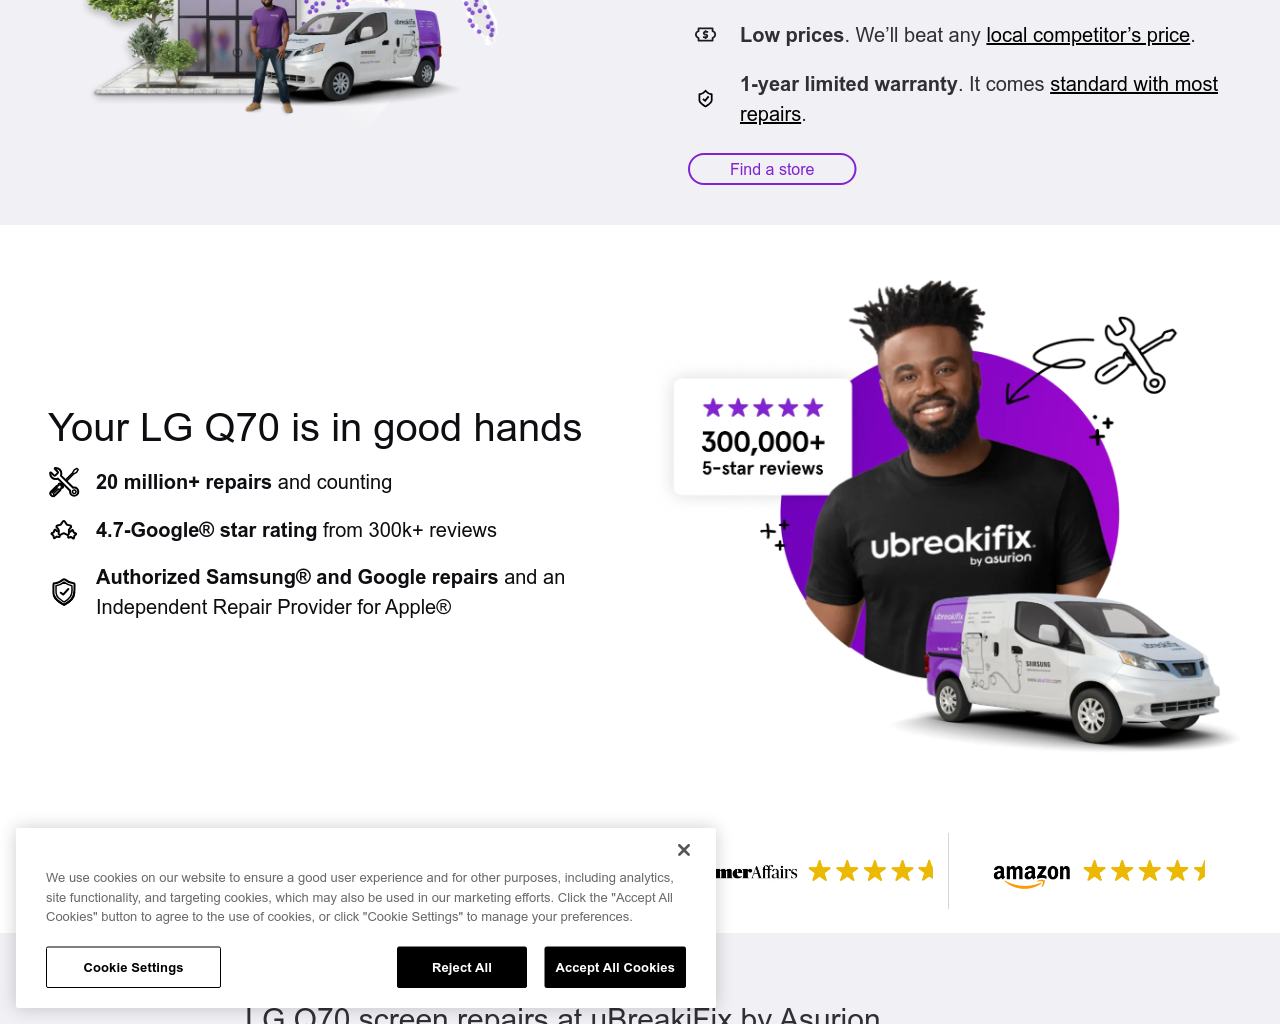 Low prices. We'll beat any local competitor's price.
1-year limited warranty. It comes standard with most
repairs.
Find a store
Your LG Q70 is in good hands
20 million+ repairs and counting
4.7-Google® star rating from 300k+ reviews
Authorized Samsung® and Google repairs and an
Independent Repair Provider for Apple®
300,000+
5-star reviews
ubreakifix.
by asurion
ubreakifix
SAMSUNG
ubreakifix
merAffairs
amazon
We use cookies on our website to ensure a good user experience and for other purposes, including analytics,
site functionality, and targeting cookies, which may also be used in our marketing efforts. Click the "Accept All
Cookies" button to agree to the use of cookies, or click "Cookie Settings" to manage your preferences.
Cookie Settings
Reject All
Accept All Cookies
LG Q70 screen repairs at uBreakiFix by Asurion